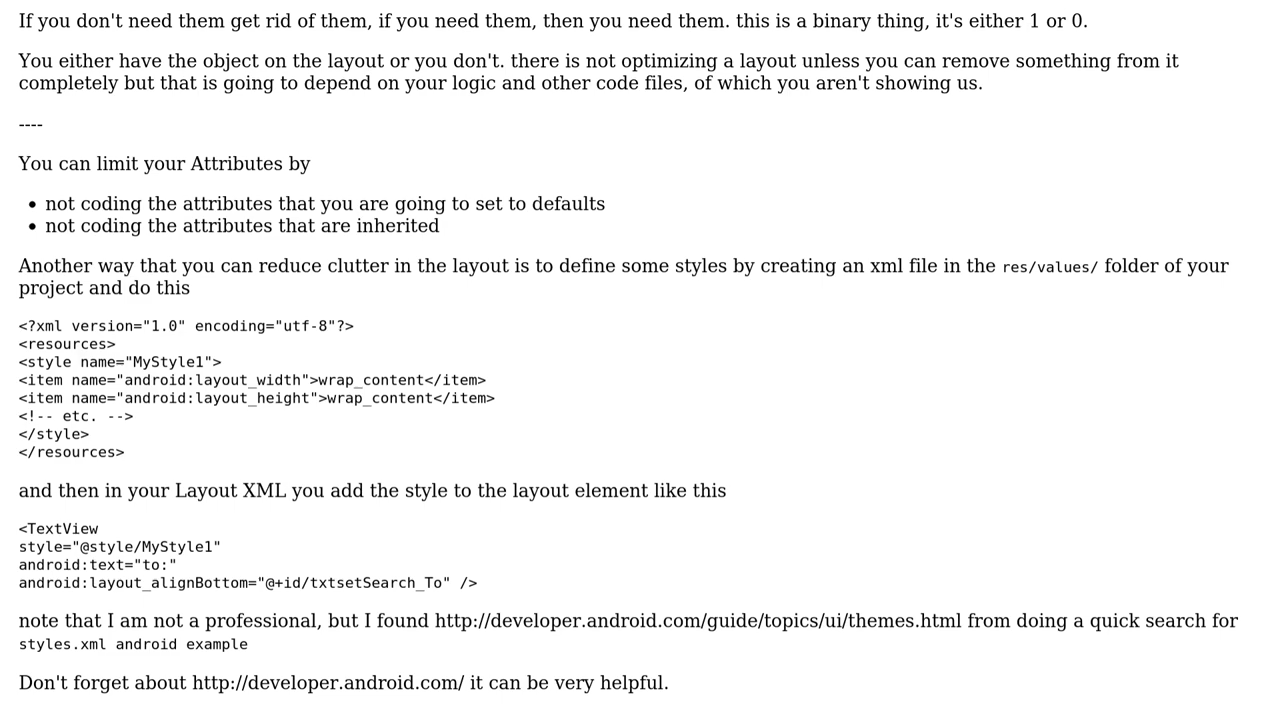 If you don't need them get rid of them, if you need them, then you need them. this is a binary thing, it's either 1 or 0.
You either have the object on the layout or you don't. there is not optimizing a layout unless you can remove something from it
completely but that is going to depend on your logic and other code files, of which you aren't showing us.
----
You can limit your Attributes by
• not coding the attributes that you are going to set to defaults
• not coding the attributes that are inherited
Another way that you can reduce clutter in the layout is to define some styles by creating an xml file in the res/values/ folder of your
project and do this
<?xml version="1.0" encoding="utf-8"?>
<resources>
<style name="MyStyle1">
<item name="android:layout_width">wrap_content</item>
<item name="android:layout_height">wrap_content</item>
<!-- etc. -->
</style>
</resources>
and then in your Layout XML you add the style to the layout element like this
<TextView
style="@style/MyStyle1"
android:text="to:"
android:layout_alignBottom="@+id/txtsetSearch_To" />
note that I am not a professional, but I found http://developer.android.com/guide/topics/ui/themes.html from doing a quick search for
styles.xml android example
Don't forget about http://developer.android.com/ it can be very helpful.